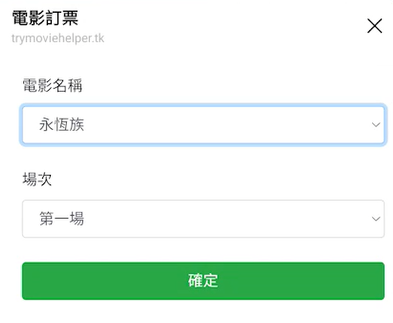 電影訂票
trymoviehelper.tk
電影名稱
永恆族
場次
第一場
確定